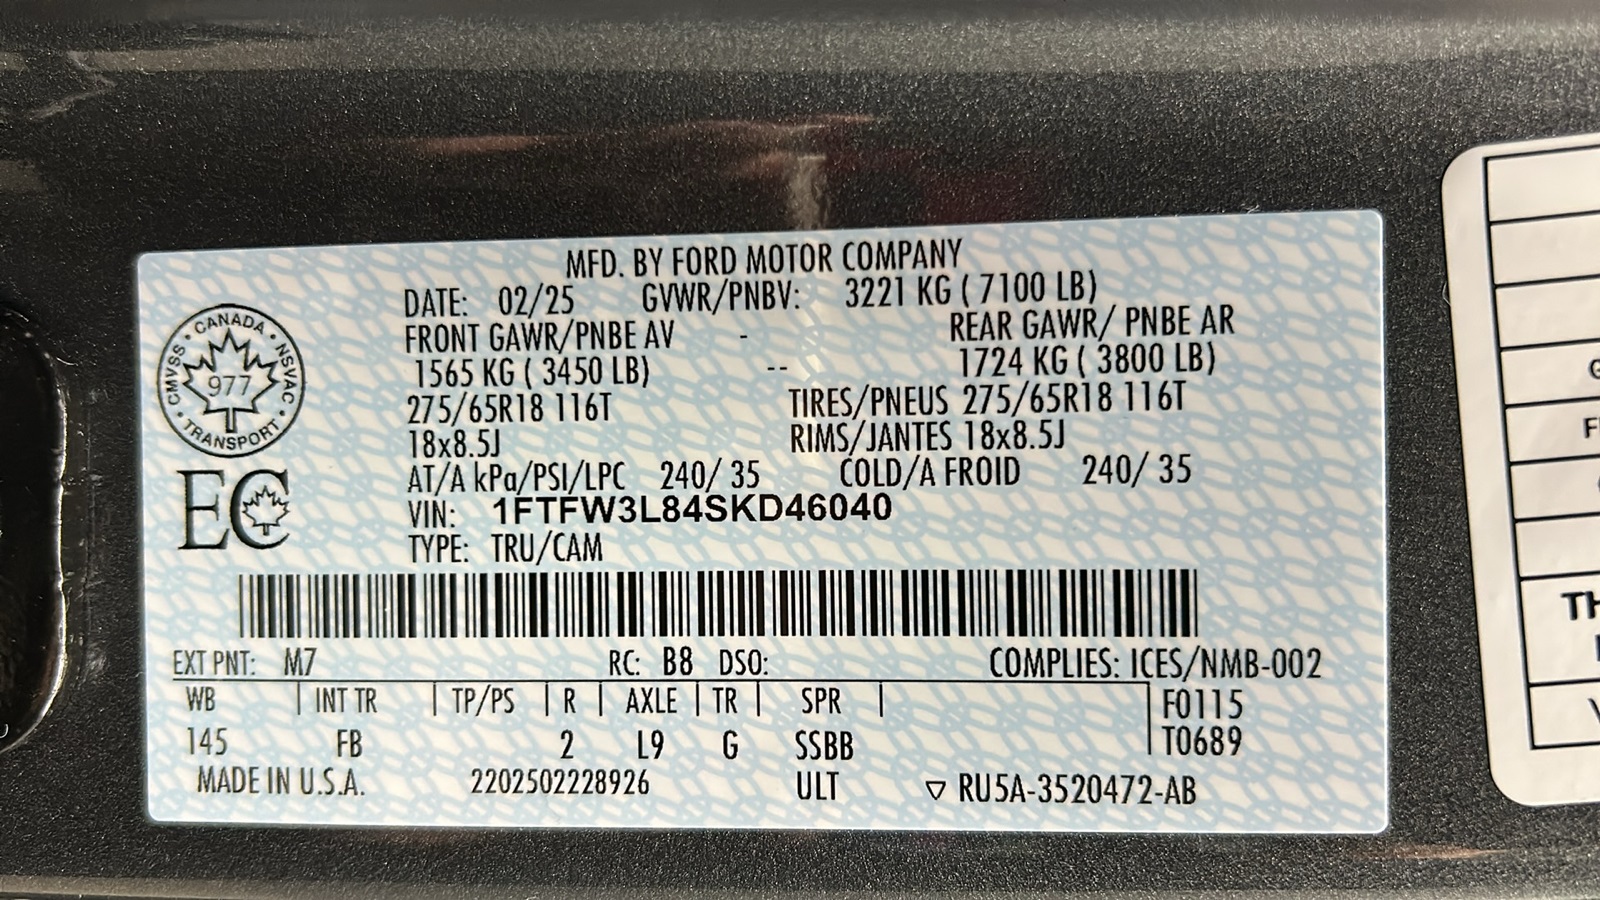 MFD. BY FORD MOTOR COMPANY
DATE: 02/25 GVWR/PNBV: 3221 KG ( 7100 LB)
FRONT GAWR/PNBE AV - REAR GAWR/ PNBE AR
1565 KG ( 3450 LB) -- 1724 KG ( 3800 LB)
275/65R18 116T TIRES/PNEUS 275/65R18 116T
18x8.5J RIMS/JANTES 18x8.5J
AT/A kPa/PSI/LPC 240/ 35 COLD/A FROID 240/ 35
VIN: 1FTFW3L84SKD46040
TYPE: TRU/CAM
CANADA • NSVAC • TRANSPORT • CMVSS •
977
EC
EXT PNT: M7 RC: B8 DSO: COMPLIES: ICES/NMB-002
WB | INT TR | TP/PS | R | AXLE | TR | SPR | F0115
145 FB 2 L9 G SSBB T0689
MADE IN U.S.A. 2202502228926 ULT ▽ RU5A-3520472-AB